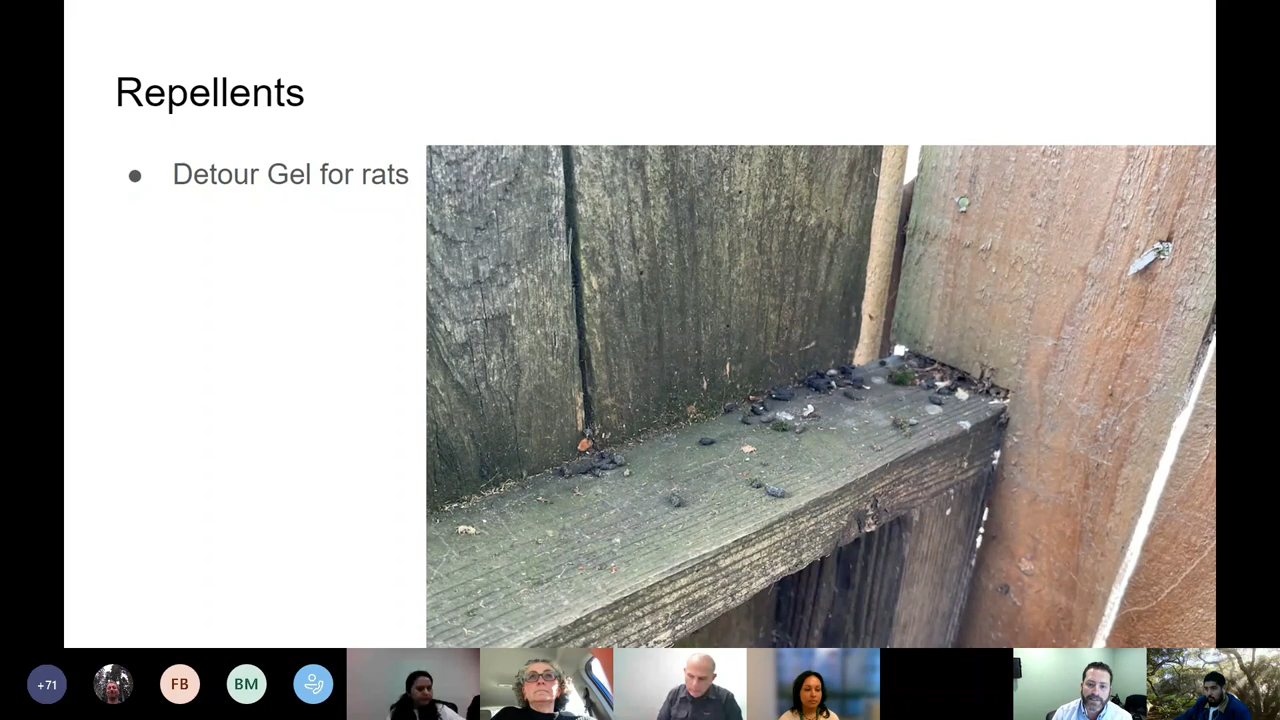 Repellents
● Detour Gel for rats
+71
FB
BM